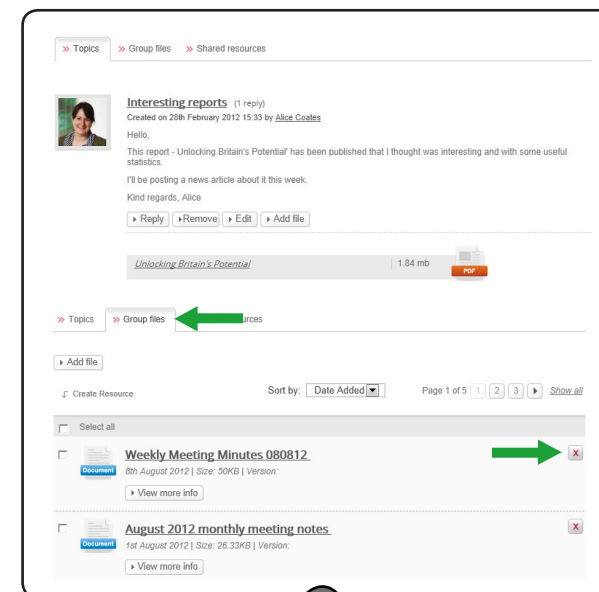 » Topics » Group files » Shared resources
Interesting reports (1 reply)
Created on 28th February 2012 15:33 by Alice Coates
Hello,
This report - Unlocking Britain's Potential' has been published that I thought was interesting and with some useful
statistics.
I'll be posting a news article about it this week.
Kind regards, Alice
Reply Remove Edit Add file
Unlocking Britain's Potential 1.84 mb PDF
» Topics » Group files urces
Add file
Create Resource Sort by: Date Added Page 1 of 5 1 2 3 Show all
Select all
Weekly Meeting Minutes 080812 X
Document 8th August 2012 | Size: 50KB | Version:
View more info
August 2012 monthly meeting notes X
Document 1st August 2012 | Size: 26.33KB | Version:
View more info